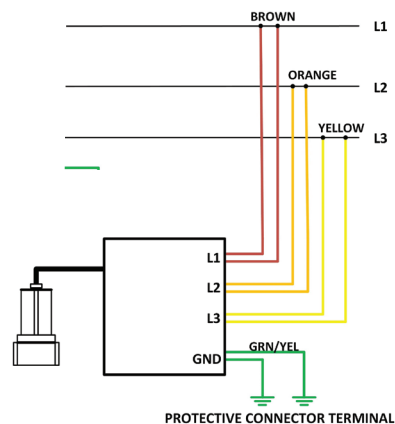 BROWN
L1
ORANGE
L2
YELLOW
L3
L1
L2
L3
GRN/YEL
GND
PROTECTIVE CONNECTOR TERMINAL